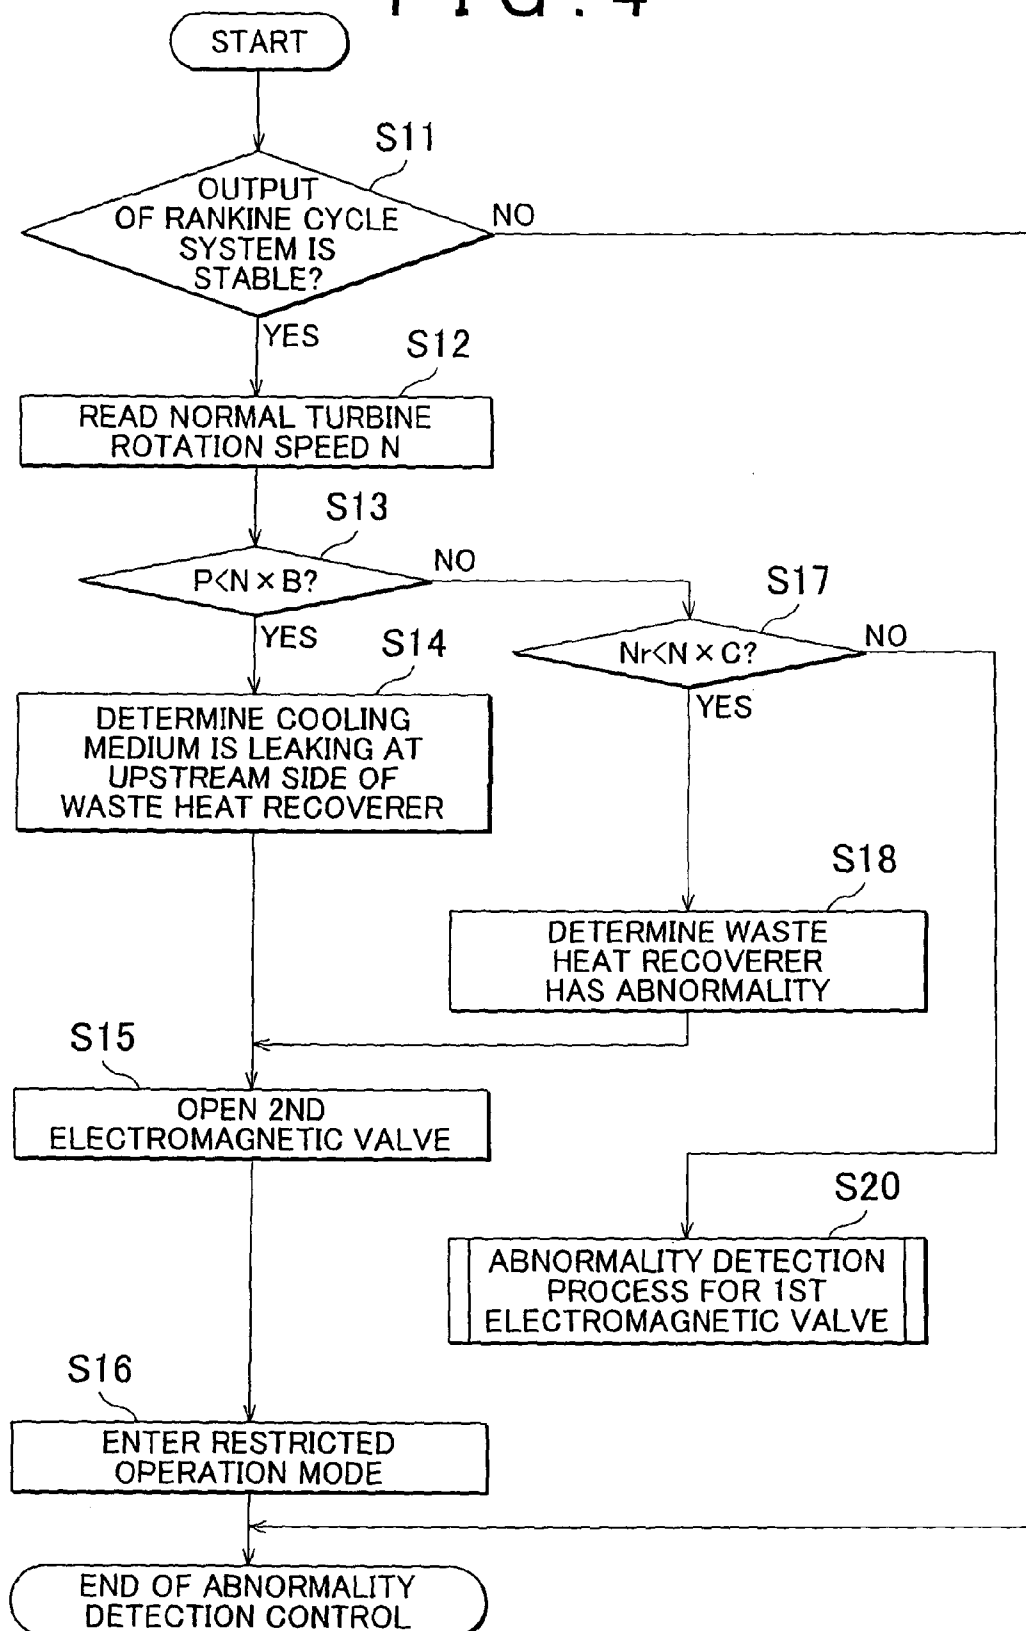 FIG. 4
START
S11
OUTPUT
OF RANKINE CYCLE
SYSTEM IS
STABLE?
NO
YES
S12
READ NORMAL TURBINE
ROTATION SPEED N
S13
P<N×B?
NO
YES
S17
Nr<N×C?
NO
YES
S14
DETERMINE COOLING
MEDIUM IS LEAKING AT
UPSTREAM SIDE OF
WASTE HEAT RECOVERER
S18
DETERMINE WASTE
HEAT RECOVERER
HAS ABNORMALITY
S15
OPEN 2ND
ELECTROMAGNETIC VALVE
S20
ABNORMALITY DETECTION
PROCESS FOR 1ST
ELECTROMAGNETIC VALVE
S16
ENTER RESTRICTED
OPERATION MODE
END OF ABNORMALITY
DETECTION CONTROL